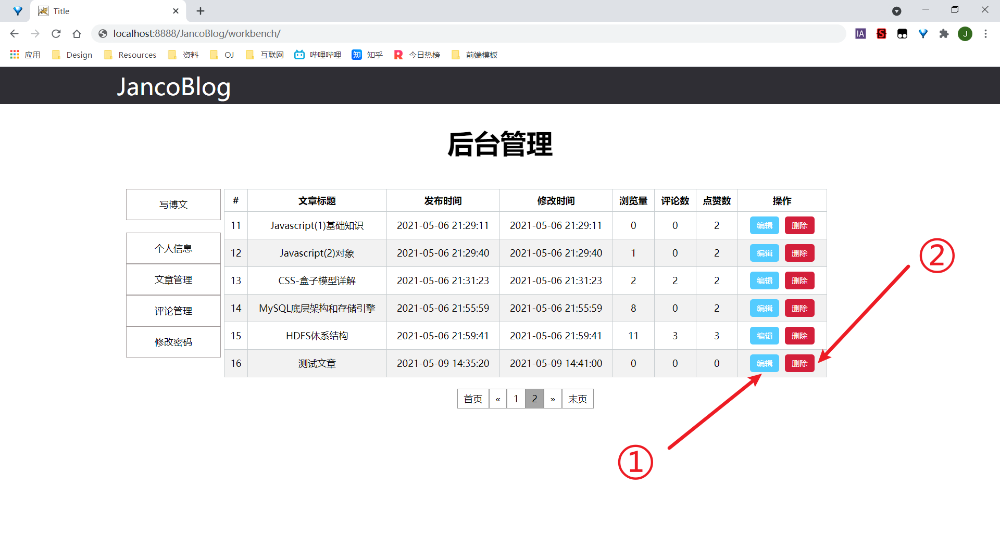 Title
localhost:8888/JancoBlog/workbench/
IA S J
应用 Design Resources 资料 OJ 互联网 哔哩哔哩 知 知乎 R 今日热榜 前端模板
JancoBlog
后台管理
写博文
个人信息
文章管理
评论管理
修改密码
# 文章标题 发布时间 修改时间 浏览量 评论数 点赞数 操作
11 Javascript(1)基础知识 2021-05-06 21:29:11 2021-05-06 21:29:11 0 0 2 编辑 删除
12 Javascript(2)对象 2021-05-06 21:29:40 2021-05-06 21:29:40 1 0 2 编辑 删除
13 CSS-盒子模型详解 2021-05-06 21:31:23 2021-05-06 21:31:23 2 2 2 编辑 删除
14 MySQL底层架构和存储引擎 2021-05-06 21:55:59 2021-05-06 21:55:59 8 0 2 编辑 删除
15 HDFS体系结构 2021-05-06 21:59:41 2021-05-06 21:59:41 11 3 3 编辑 删除
16 测试文章 2021-05-09 14:35:20 2021-05-09 14:41:00 0 0 0 编辑 删除
首页 « 1 2 » 末页
②
①